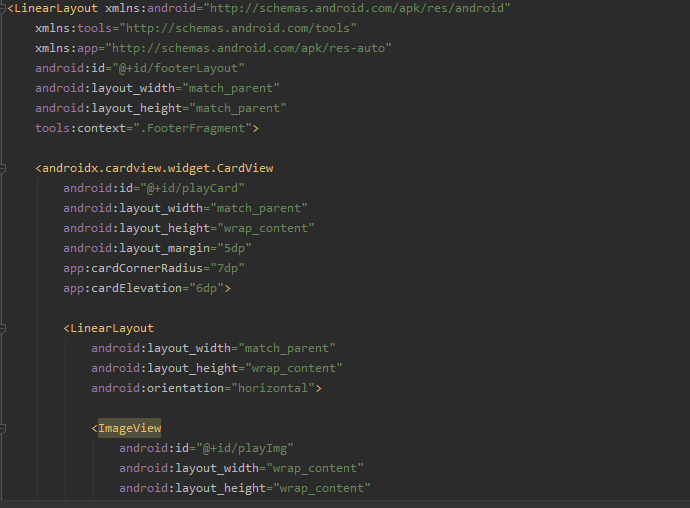 <LinearLayout xmlns:android="http://schemas.android.com/apk/res/android"
xmlns:tools="http://schemas.android.com/tools"
xmlns:app="http://schemas.android.com/apk/res-auto"
android:id="@+id/footerLayout"
android:layout_width="match_parent"
android:layout_height="match_parent"
tools:context=".FooterFragment">
<androidx.cardview.widget.CardView
android:id="@+id/playCard"
android:layout_width="match_parent"
android:layout_height="wrap_content"
android:layout_margin="5dp"
app:cardCornerRadius="7dp"
app:cardElevation="6dp">
<LinearLayout
android:layout_width="match_parent"
android:layout_height="wrap_content"
android:orientation="horizontal">
<ImageView
android:id="@+id/playImg"
android:layout_width="wrap_content"
android:layout_height="wrap_content"